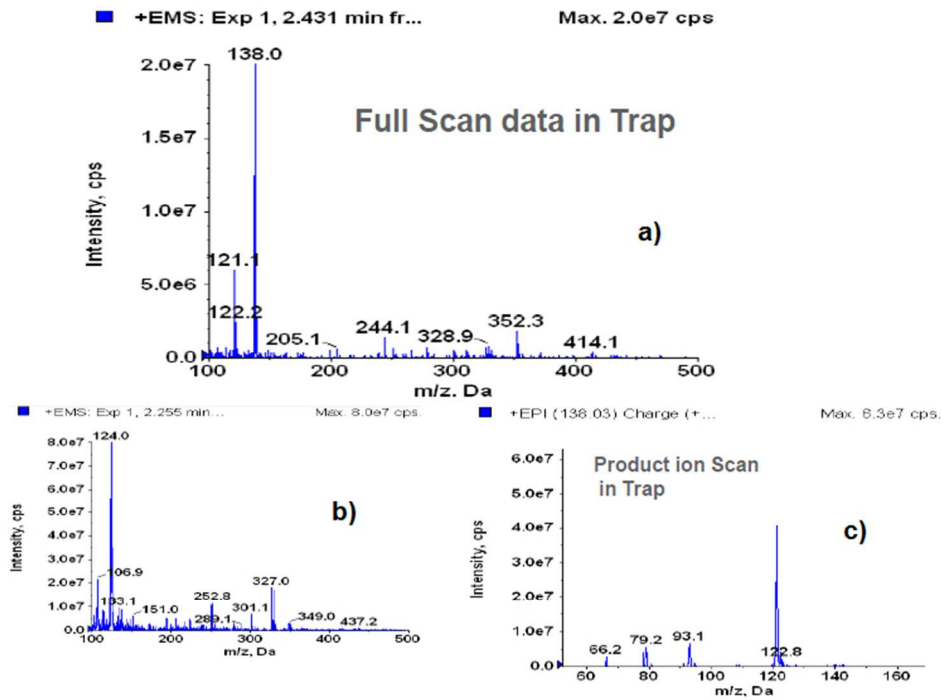 +EMS: Exp 1, 2.431 min fr... Max. 2.0e7 cps
2.0e7
1.5e7
1.0e7
5.0e6
0.0
Intensity, cps
138.0
Full Scan data in Trap
a)
121.1
122.2
205.1
244.1
328.9
352.3
414.1
100 200 300 400 500
m/z. Da
+EMS: Exp 1, 2.255 min... Max. 8.0e7 cps.
8.0e7
7.0e7
6.0e7
5.0e7
4.0e7
3.0e7
2.0e7
1.0e7
0.0
Intensity, cps
124.0
b)
106.9
133.1
151.0
252.8
289.1
301.1
327.0
349.0
437.2
100 200 300 400 500
m/z, Da
+EPI (138.03) Charge (+... Max. 6.3e7 cps.
6.0e7
5.0e7
4.0e7
3.0e7
2.0e7
1.0e7
0.0
Intensity, cps
Product ion Scan
in Trap
c)
66.2
79.2
93.1
122.8
60 80 100 120 140 160
m/z, Da